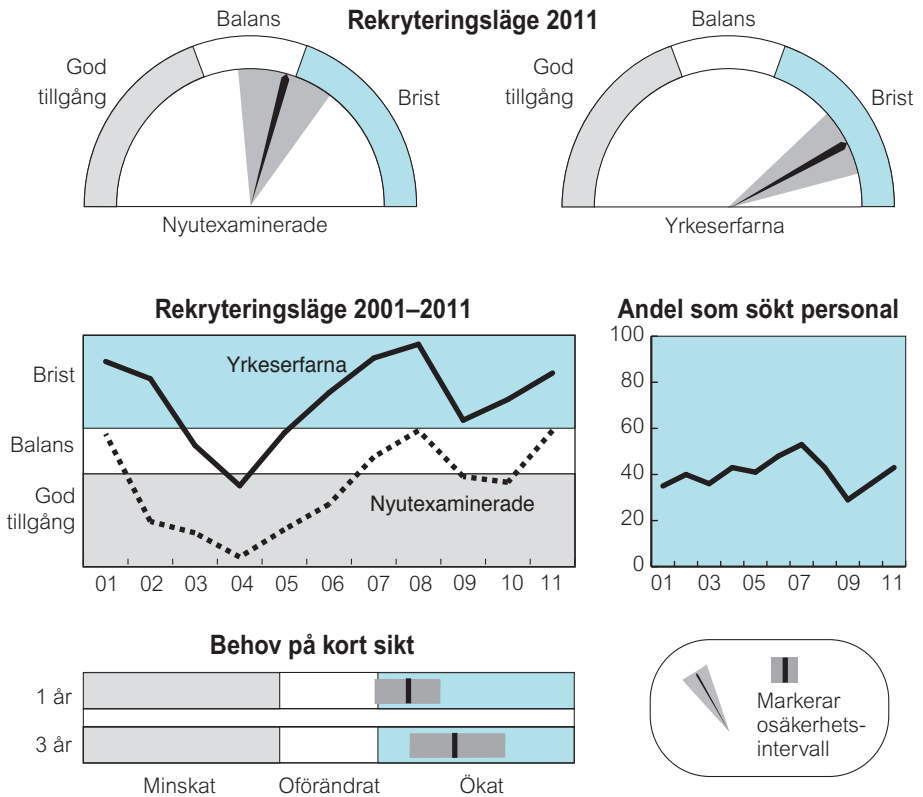 Rekryteringsläge 2011
Balans
God
tillgång
Brist
Nyutexaminerade
Balans
God
tillgång
Brist
Yrkeserfarna
Rekryteringsläge 2001–2011
Brist
Balans
God
tillgång
Yrkeserfarna
Nyutexaminerade
01 02 03 04 05 06 07 08 09 10 11
Andel som sökt personal
100
80
60
40
20
0
01 03 05 07 09 11
Behov på kort sikt
1 år
3 år
Minskat Oförändrat Ökat
Markerar
osäkerhets-
intervall